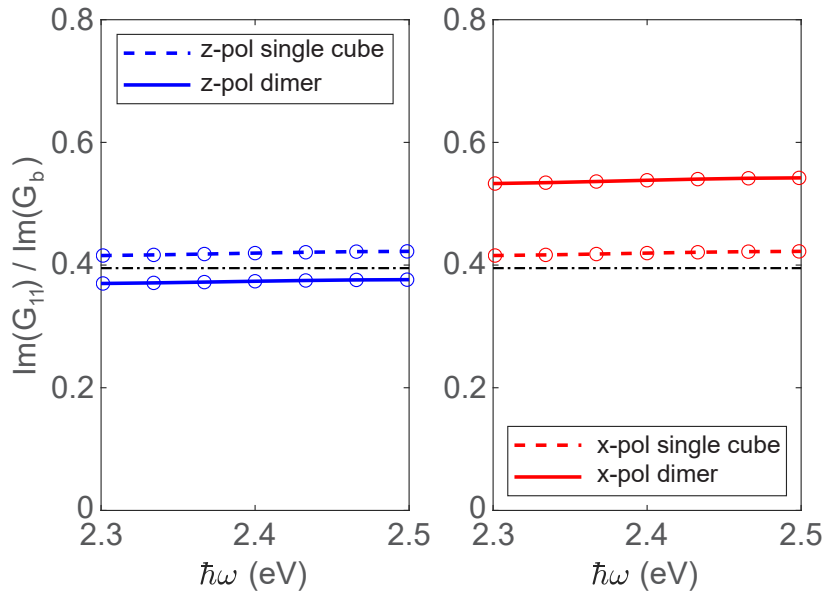 Im(G₁₁) / Im(G_b)
0.8
0.6
0.4
0.2
0
2.3 2.4 2.5
ħω (eV)
z-pol single cube
z-pol dimer
0.8
0.6
0.4
0.2
0
2.3 2.4 2.5
ħω (eV)
x-pol single cube
x-pol dimer